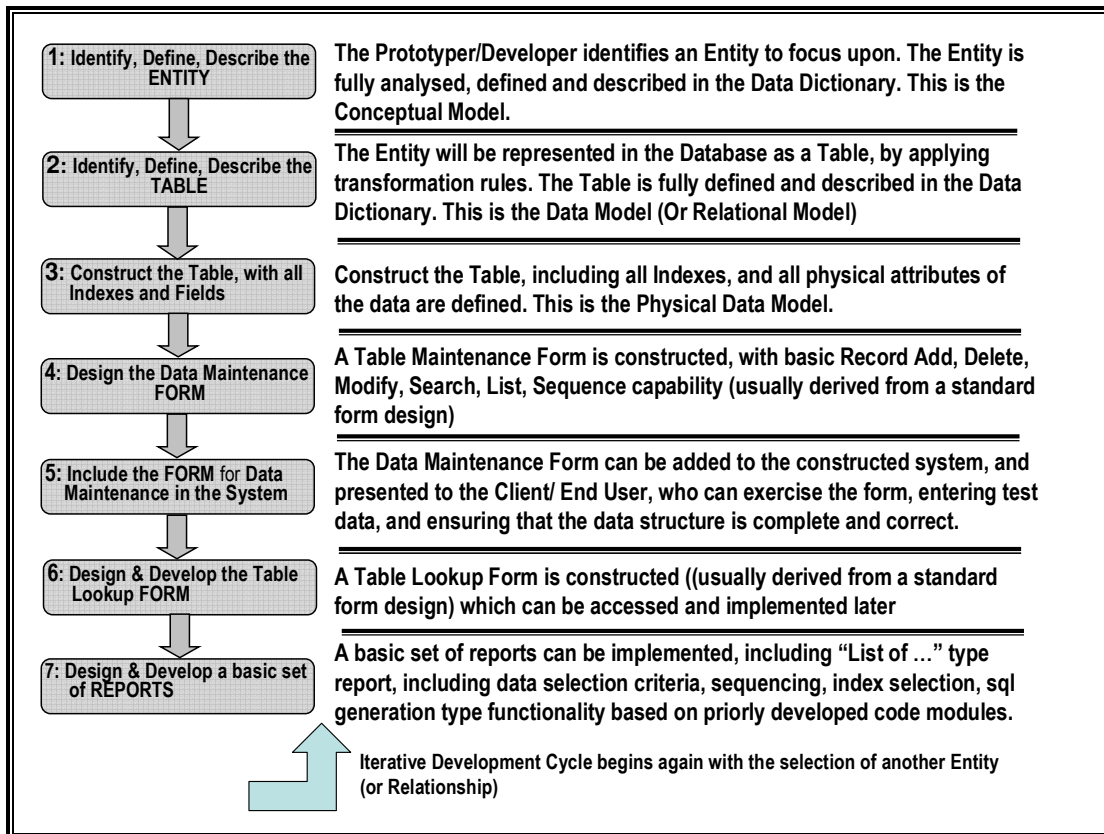 1: Identify, Define, Describe the
ENTITY
The Prototyper/Developer identifies an Entity to focus upon. The Entity is
fully analysed, defined and described in the Data Dictionary. This is the
Conceptual Model.
2: Identify, Define, Describe the
TABLE
The Entity will be represented in the Database as a Table, by applying
transformation rules. The Table is fully defined and described in the Data
Dictionary. This is the Data Model (Or Relational Model)
3: Construct the Table, with all
Indexes and Fields
Construct the Table, including all Indexes, and all physical attributes of
the data are defined. This is the Physical Data Model.
4: Design the Data Maintenance
FORM
A Table Maintenance Form is constructed, with basic Record Add, Delete,
Modify, Search, List, Sequence capability (usually derived from a standard
form design)
5: Include the FORM for Data
Maintenance in the System
The Data Maintenance Form can be added to the constructed system, and
presented to the Client/ End User, who can exercise the form, entering test
data, and ensuring that the data structure is complete and correct.
6: Design & Develop the Table
Lookup FORM
A Table Lookup Form is constructed ((usually derived from a standard
form design) which can be accessed and implemented later
7: Design & Develop a basic set
of REPORTS
A basic set of reports can be implemented, including “List of …” type
report, including data selection criteria, sequencing, index selection, sql
generation type functionality based on priorly developed code modules.
Iterative Development Cycle begins again with the selection of another Entity
(or Relationship)